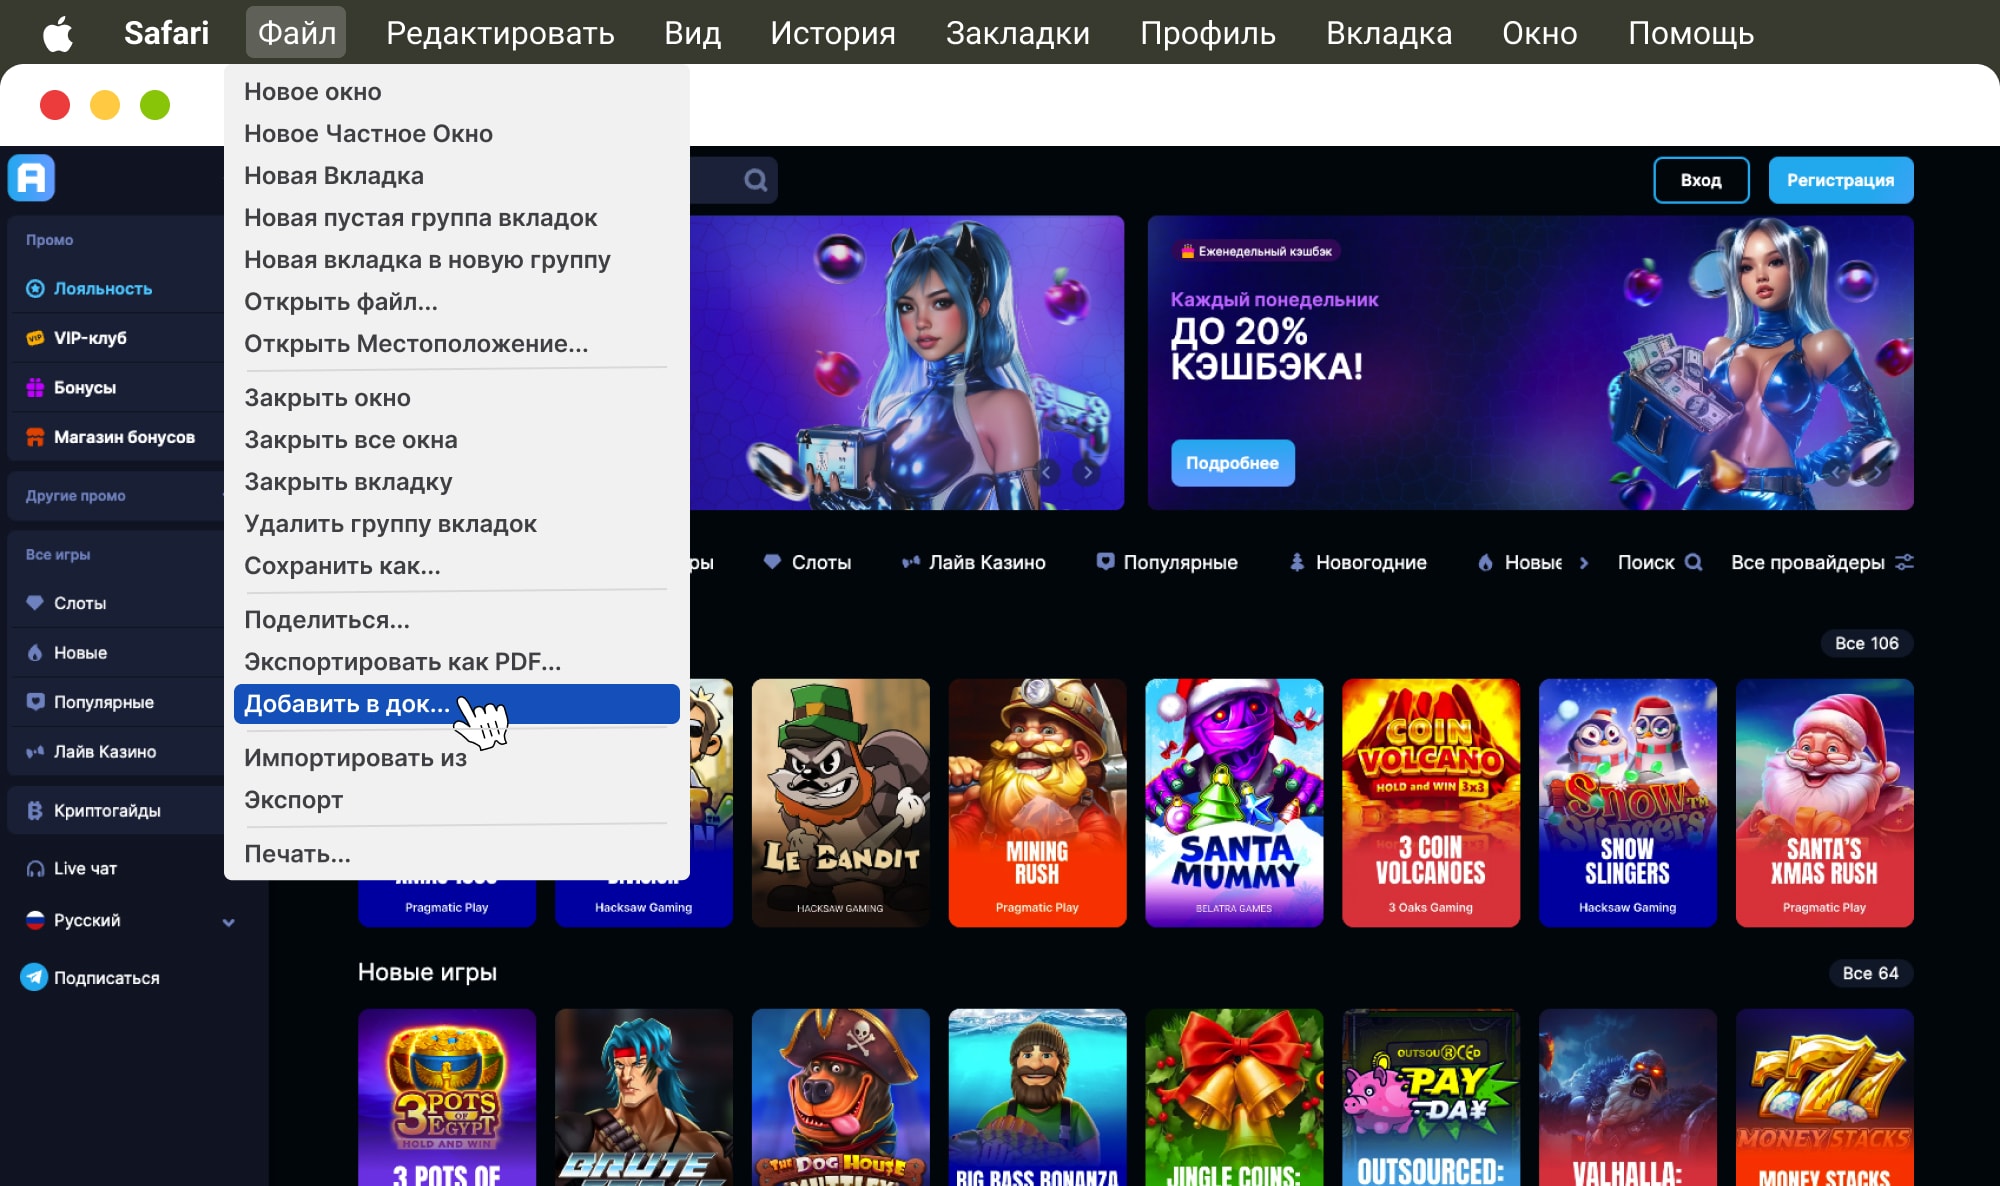 Safari Файл Редактировать Вид История Закладки Профиль Вкладка Окно Помощь
Новое окно
Новое Частное Окно
Новая Вкладка
Новая пустая группа вкладок
Новая вкладка в новую группу
Открыть файл...
Открыть Местоположение...
Закрыть окно
Закрыть все окна
Закрыть вкладку
Удалить группу вкладок
Сохранить как...
Поделиться...
Экспортировать как PDF...
Добавить в док...
Импортировать из
Экспорт
Печать...
Промо
Лояльность
VIP-клуб
Бонусы
Магазин бонусов
Другие промо
Все игры
Слоты
Новые
Популярные
Лайв Казино
Криптогайды
Live чат
Русский
Подписаться
Вход Регистрация
Еженедельный кэшбэк
Каждый понедельник
ДО 20%
КЭШБЭКА!
Подробнее
Слоты Лайв Казино Популярные Новогодние Новые Поиск Все провайдеры
Все 106
Pragmatic Play
Hacksaw Gaming
LE BANDIT
HACKSAW GAMING
MINING
RUSH
Pragmatic Play
SANTA
MUMMY
BELATRA GAMES
COIN
VOLCANO
HOLD and WIN 3x3
3 COIN
VOLCANOES
3 Oaks Gaming
SNOW™
Slingers
SNOW
SLINGERS
Hacksaw Gaming
SANTA'S
XMAS RUSH
Pragmatic Play
Новые игры
Все 64
3 POTS
OF
EGYPT
HOLD AND WIN
3 POTS OF
BRUTE
THE DOG HOUSE
BIG BASS BONANZA
JINGLE COINS:
OUTSOURCED
PAY
DA¥
OUTSOURCED:
VALHALLA:
777
MONEY STACKS
MONEY STACKS